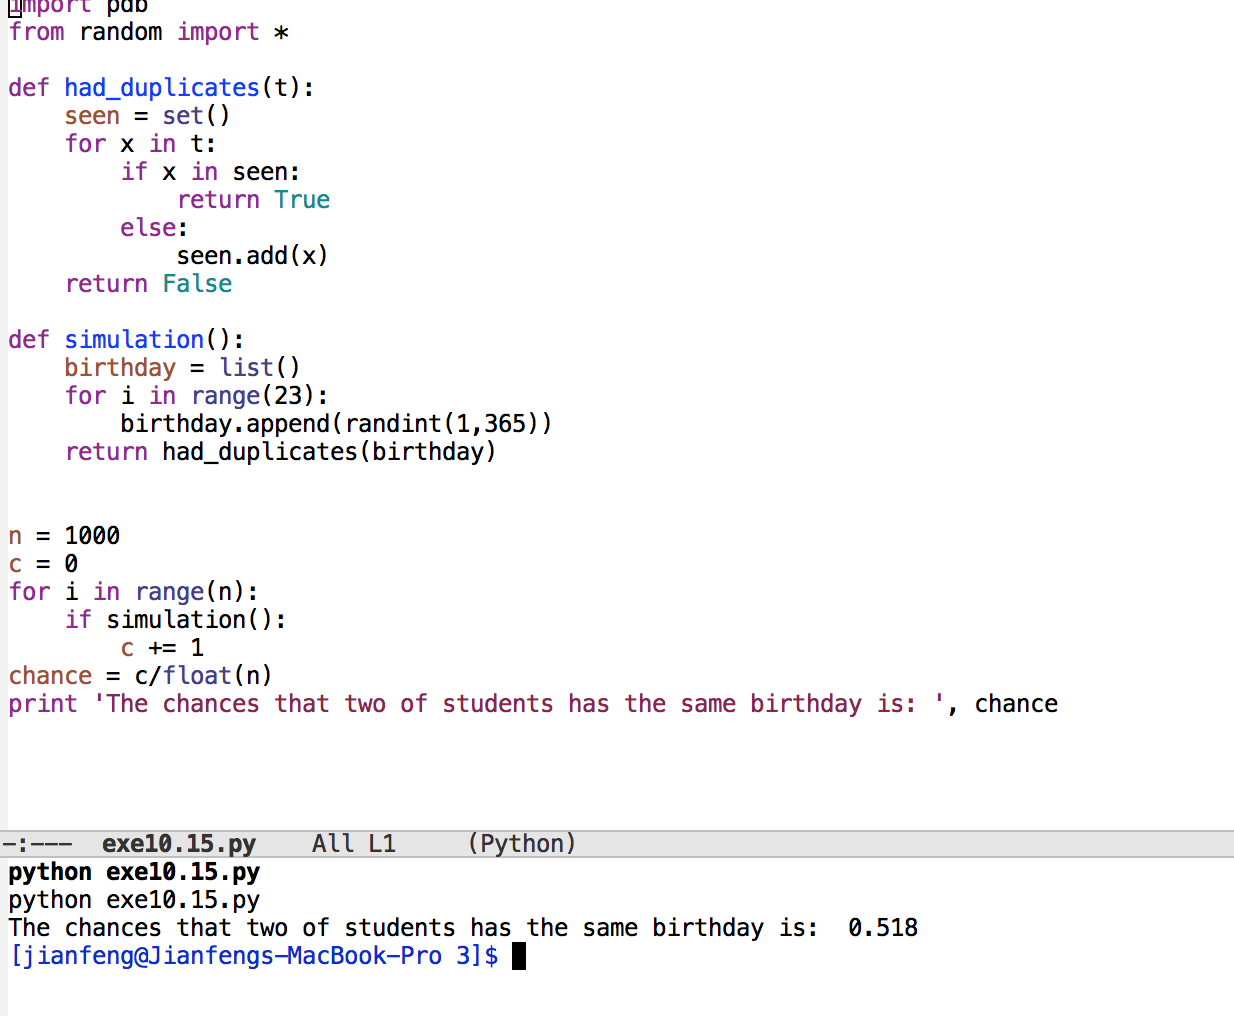 import pdb
from random import *

def had_duplicates(t):
    seen = set()
    for x in t:
        if x in seen:
            return True
        else:
            seen.add(x)
    return False

def simulation():
    birthday = list()
    for i in range(23):
        birthday.append(randint(1,365))
    return had_duplicates(birthday)


n = 1000
c = 0
for i in range(n):
    if simulation():
        c += 1
chance = c/float(n)
print 'The chances that two of students has the same birthday is: ', chance
-:---  exe10.15.py    All L1     (Python)
python exe10.15.py
python exe10.15.py
The chances that two of students has the same birthday is:  0.518
[jianfeng@Jianfengs-MacBook-Pro 3]$